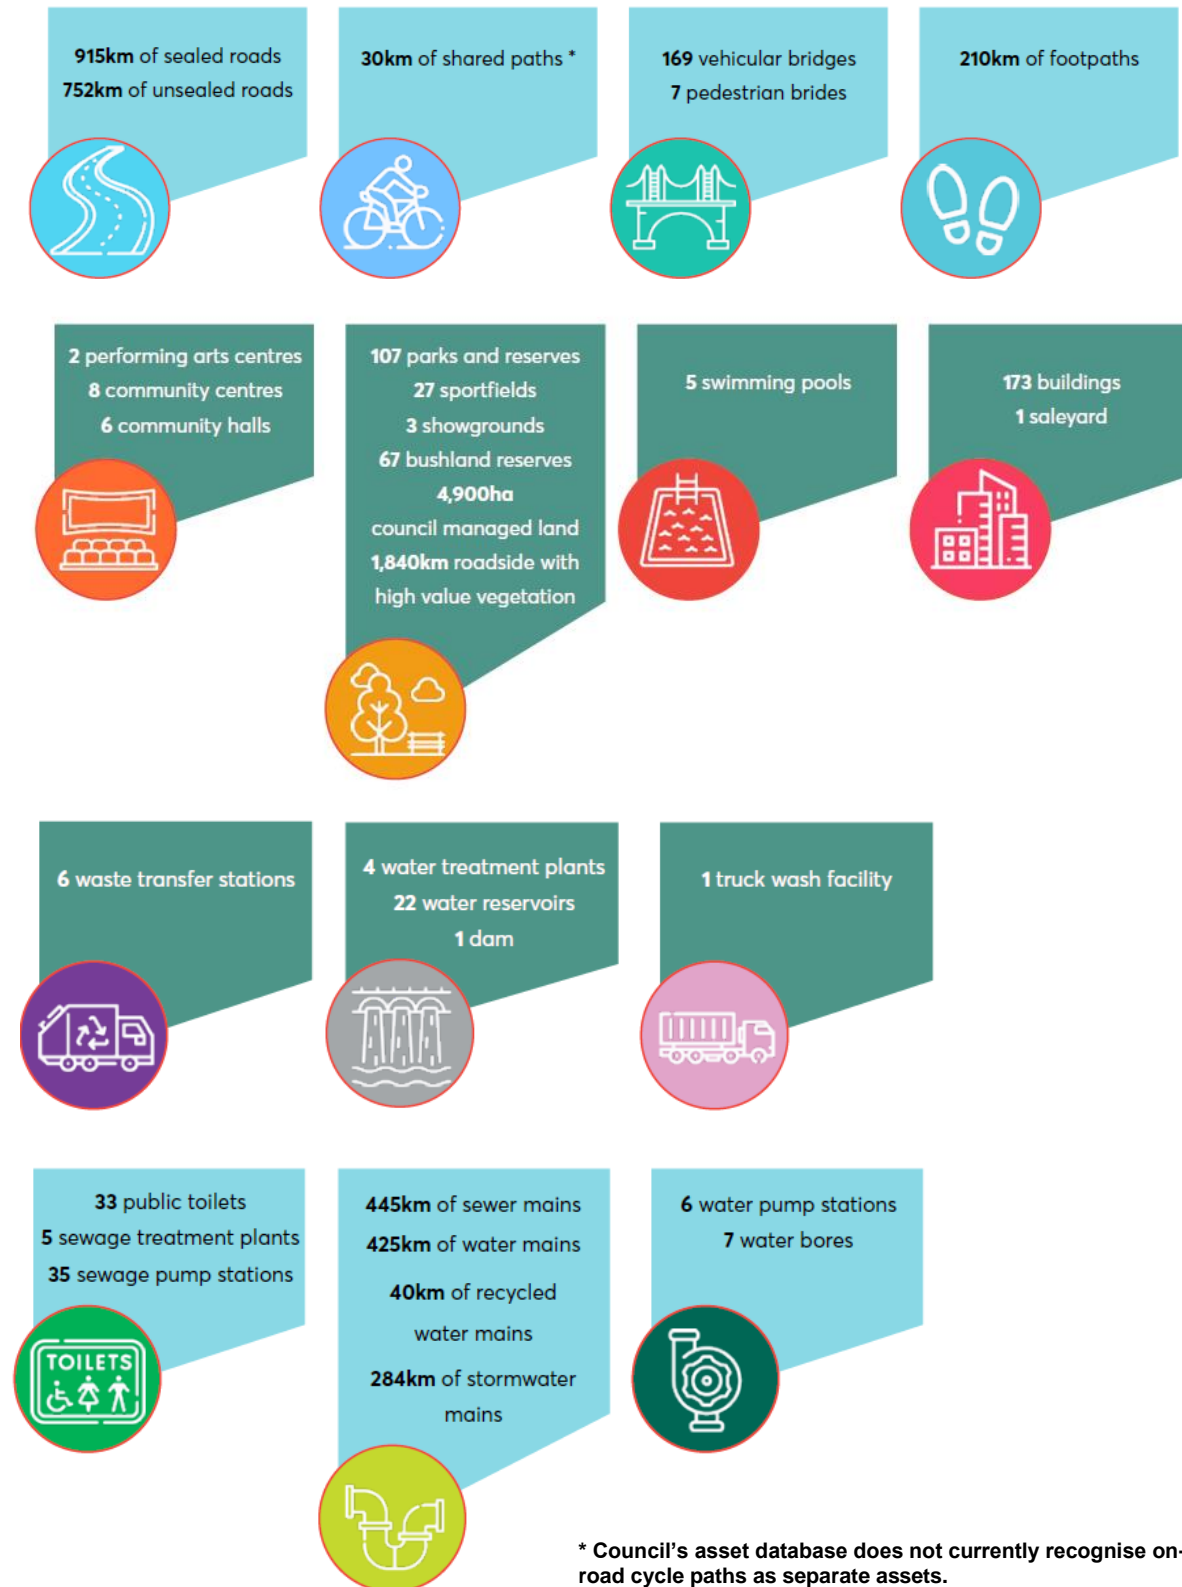 915km of sealed roads
752km of unsealed roads
30km of shared paths *
169 vehicular bridges
7 pedestrian brides
210km of footpaths
2 performing arts centres
8 community centres
6 community halls
107 parks and reserves
27 sportfields
3 showgrounds
67 bushland reserves
4,900ha
council managed land
1,840km roadside with
high value vegetation
5 swimming pools
173 buildings
1 saleyard
6 waste transfer stations
4 water treatment plants
22 water reservoirs
1 dam
1 truck wash facility
33 public toilets
5 sewage treatment plants
35 sewage pump stations
TOILETS
445km of sewer mains
425km of water mains
40km of recycled
water mains
284km of stormwater
mains
6 water pump stations
7 water bores
* Council's asset database does not currently recognise on-
road cycle paths as separate assets.